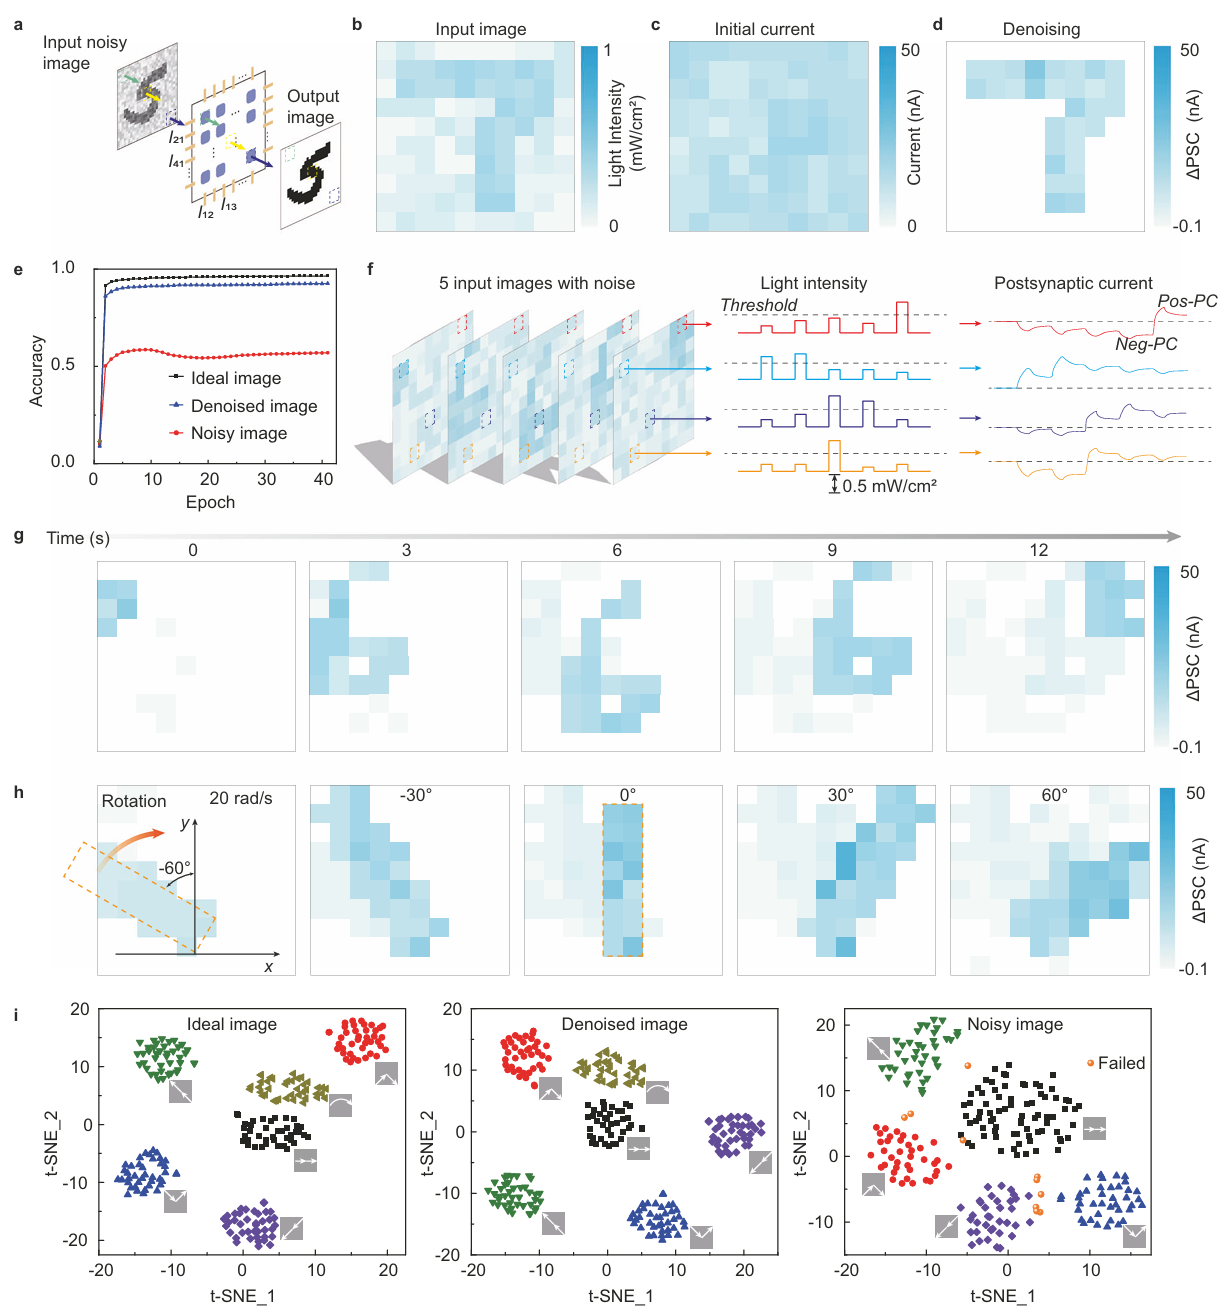 a
Input noisy
image
I21
I41
I12
I13
Output
image
b
Input image
1
Light Intensity
(mW/cm²)
0
c
Initial current
50
Current (nA)
0
d
Denoising
50
ΔPSC (nA)
-0.1
e
1.0
0.5
0.0
Accuracy
Ideal image
Denoised image
Noisy image
0 10 20 30 40
Epoch
f
5 input images with noise
Light intensity
Postsynaptic current
Threshold
Pos-PC
Neg-PC
0.5 mW/cm²
g
Time (s)
0 3 6 9 12
50
ΔPSC (nA)
-0.1
h
Rotation
20 rad/s
y
-60°
x
-30°
0°
30°
60°
50
ΔPSC (nA)
-0.1
i
Ideal image
20
10
0
-10
-20
t-SNE_2
-20 -10 0 10 20
t-SNE_1
Denoised image
20
10
0
-10
-20
t-SNE_2
-20 -10 0 10 20
t-SNE_1
Noisy image
Failed
20
10
0
-10
t-SNE_2
-20 -10 0 10
t-SNE_1